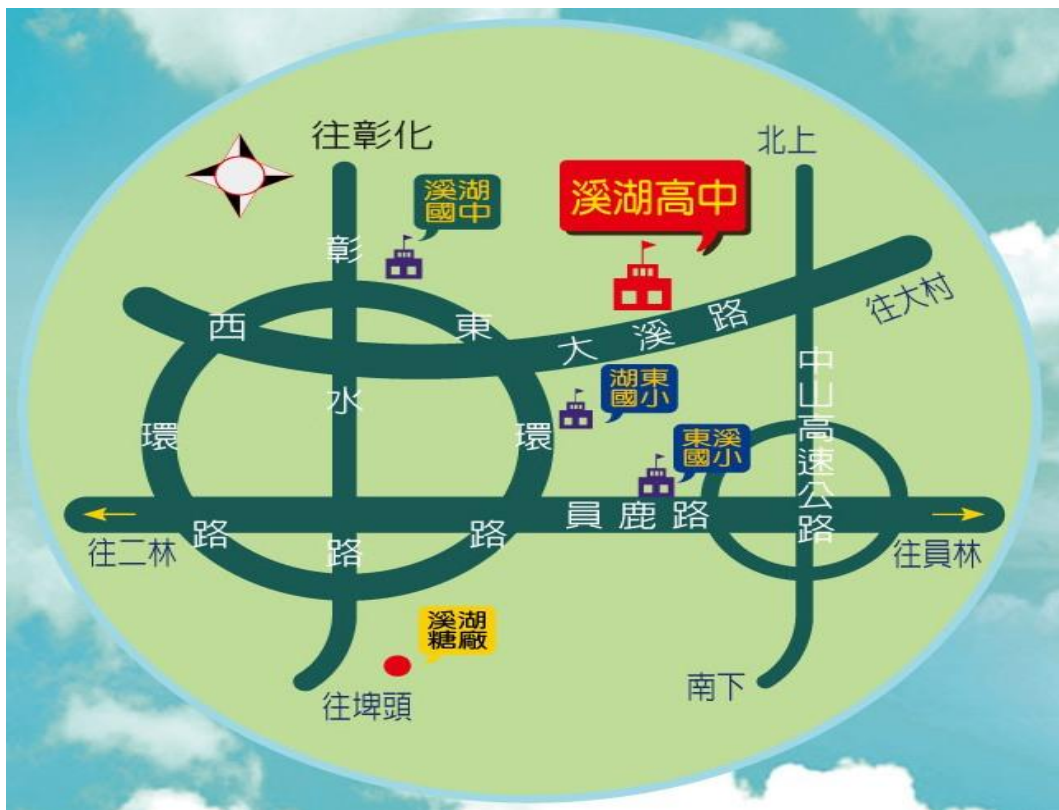 往彰化
北上
溪湖
國中
溪湖高中
彰水路
西環路
東環路
大溪路
往大村
中山高速公路
湖東
國小
東溪
國小
員鹿路
往二林
往員林
溪湖
糖廠
往埤頭
南下